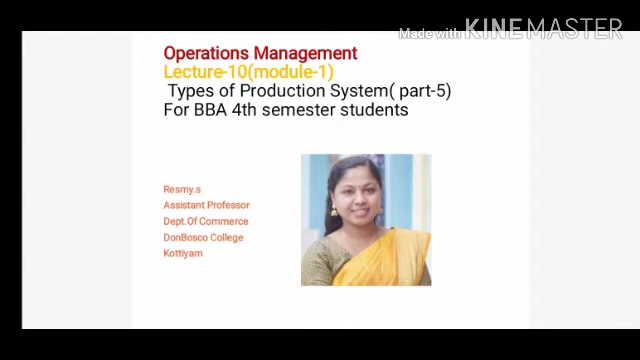 Made with KINEMASTER
Operations Management
Lecture-10(module-1)
Types of Production System( part-5)
For BBA 4th semester students
Resmy.s
Assistant Professor
Dept.Of Commerce
DonBosco College
Kottiyam